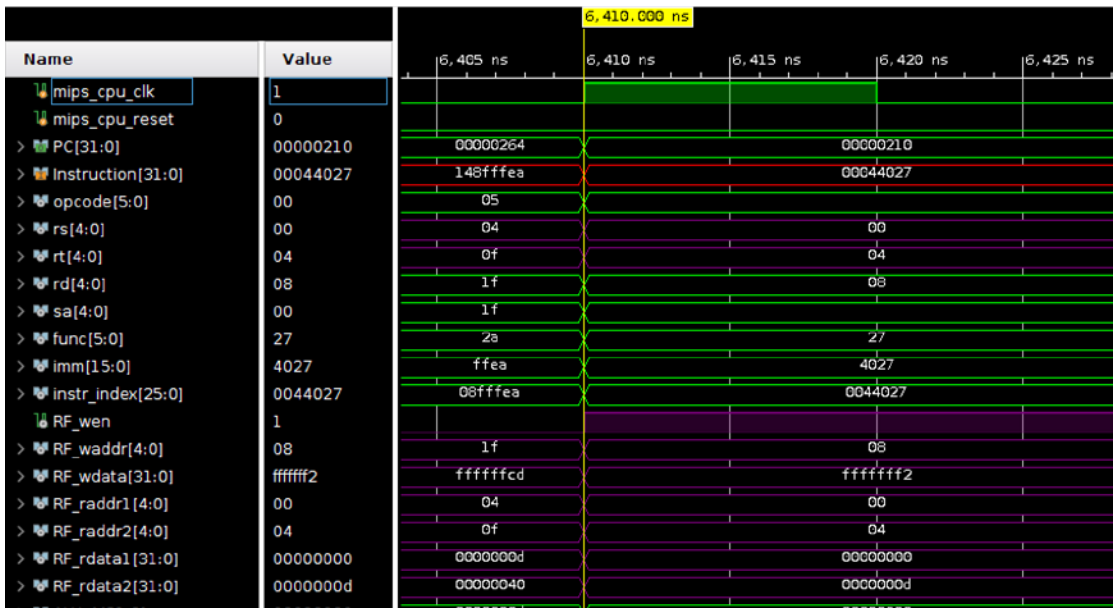 6,410.000 ns
Name Value 6,405 ns 6,410 ns 6,415 ns 6,420 ns 6,425 ns
mips_cpu_clk 1
mips_cpu_reset 0
> PC[31:0] 00000210 00000264 00000210
> Instruction[31:0] 00044027 148fffea 00044027
> opcode[5:0] 00 05
> rs[4:0] 00 04 00
> rt[4:0] 04 0f 04
> rd[4:0] 08 1f 08
> sa[4:0] 00 1f
> func[5:0] 27 2a 27
> imm[15:0] 4027 ffea 4027
> instr_index[25:0] 0044027 08fffea 0044027
RF_wen 1
> RF_waddr[4:0] 08 1f 08
> RF_wdata[31:0] fffffff2 ffffffcd fffffff2
> RF_raddr1[4:0] 00 04 00
> RF_raddr2[4:0] 04 0f 04
> RF_rdata1[31:0] 00000000 0000000d 00000000
> RF_rdata2[31:0] 0000000d 00000040 0000000d